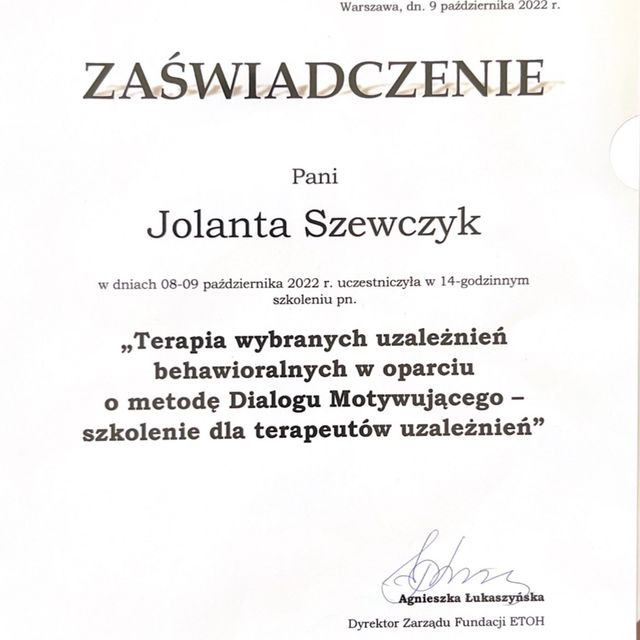 Warszawa, dn. 9 października 2022 r.
ZAŚWIADCZENIE
Pani
Jolanta Szewczyk
w dniach 08-09 października 2022 r. uczestniczyła w 14-godzinnym
szkoleniu pn.
„Terapia wybranych uzależnień
behawioralnych w oparciu
o metodę Dialogu Motywującego –
szkolenie dla terapeutów uzależnień”
Agnieszka Łukaszyńska
Dyrektor Zarządu Fundacji ETOH